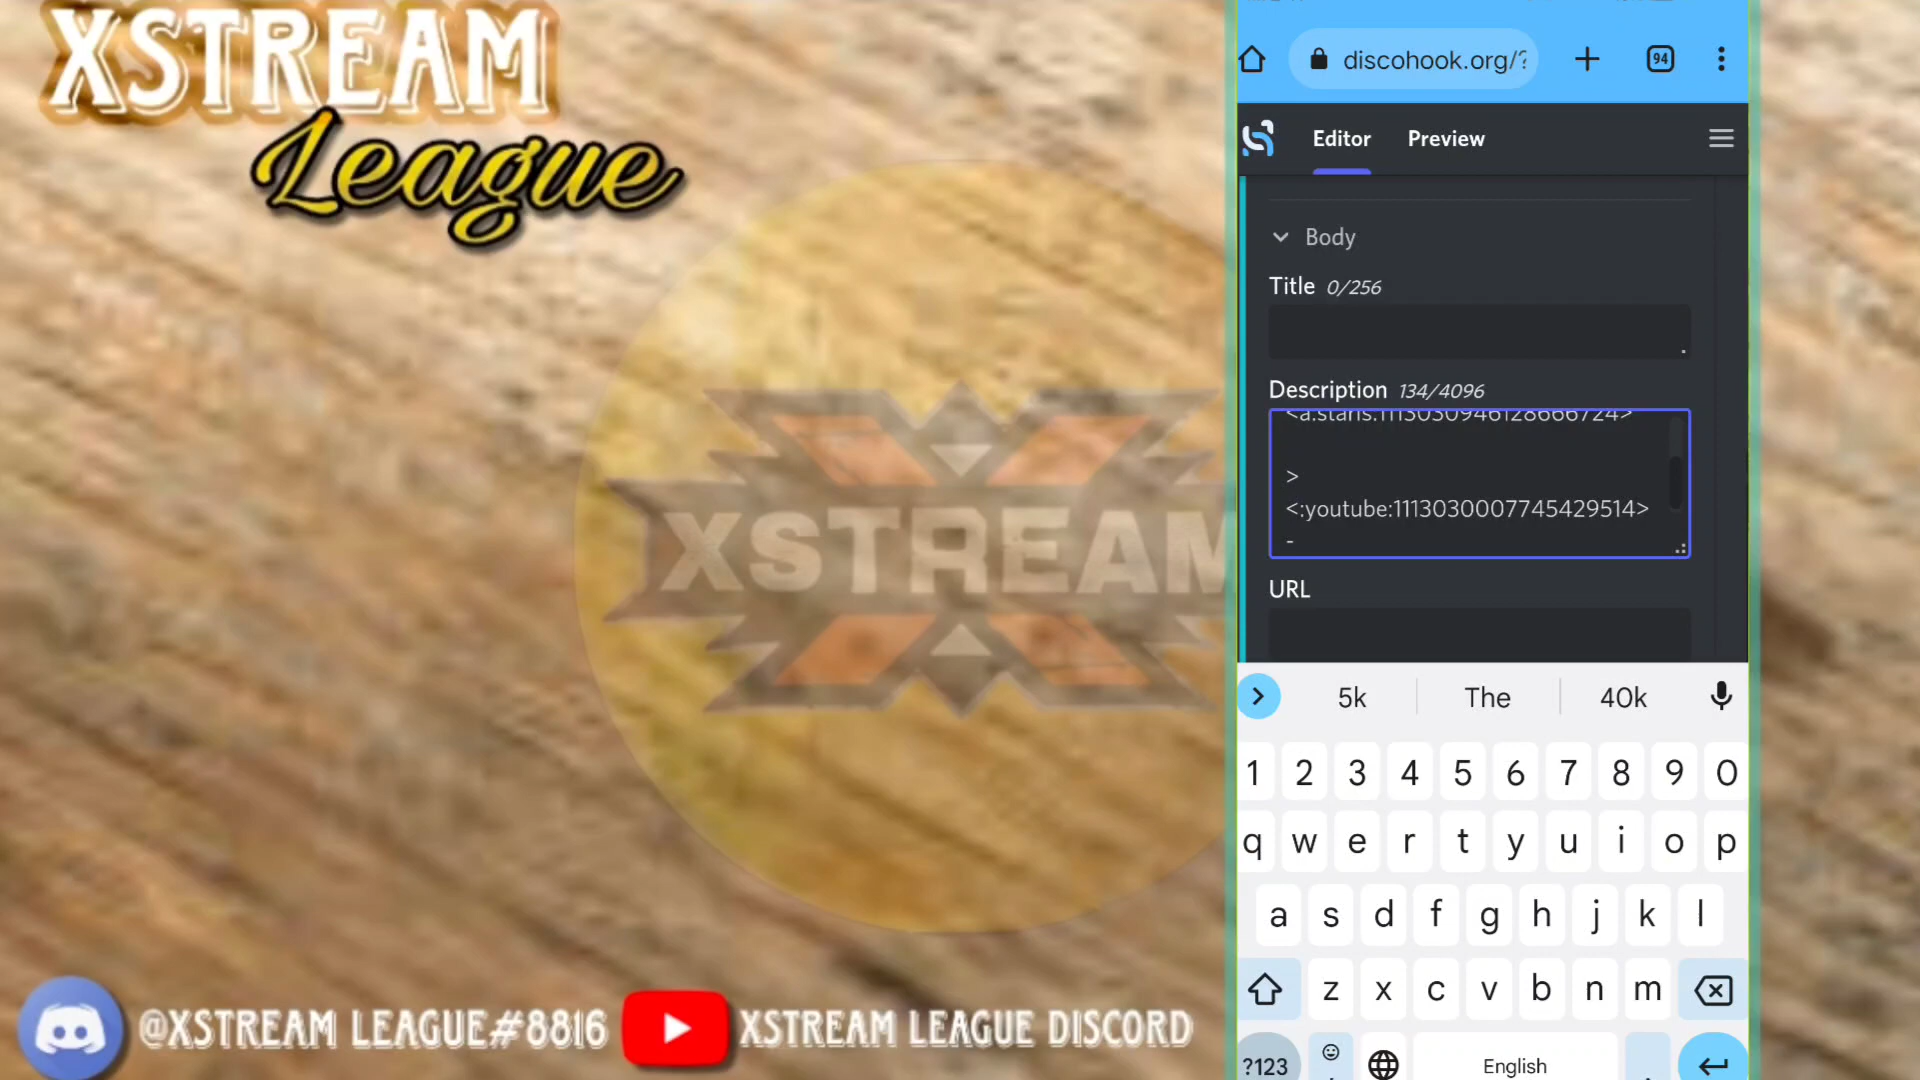 XSTREAM
League
XSTREAM
@XSTREAM LEAGUE#8816
XSTREAM LEAGUE DISCORD
discohook.org/?
94
Editor
Preview
Body
Title 0/256
Description 134/4096
<a:stars:1113030946128666724>
>
<:youtube:1113030007745429514>
-
URL
5k
The
40k
1 2 3 4 5 6 7 8 9 0
q w e r t y u i o p
a s d f g h j k l
z x c v b n m
?123
,
English
.